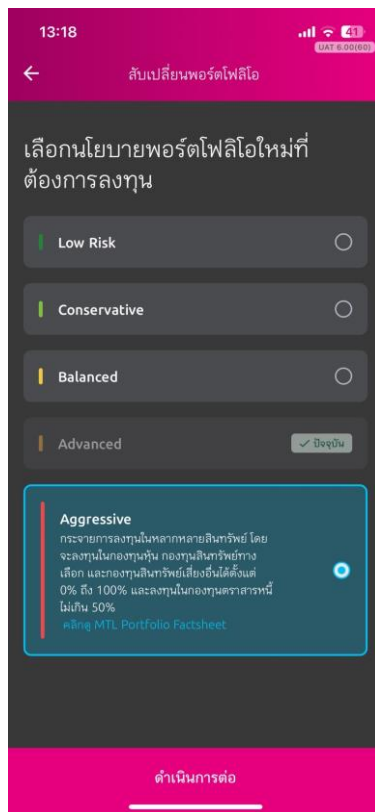 13:18
41
UAT 6.00(60)
สับเปลี่ยนพอร์ตโฟลิโอ
เลือกนโยบายพอร์ตโฟลิโอใหม่ที่
ต้องการลงทุน
Low Risk
Conservative
Balanced
Advanced
ปัจจุบัน
Aggressive
กระจายการลงทุนในหลากหลายสินทรัพย์ โดย
จะลงทุนในกองทุนหุ้น กองทุนสินทรัพย์ทาง
เลือก และกองทุนสินทรัพย์เสี่ยงอื่นได้ตั้งแต่
0% ถึง 100% และลงทุนในกองทุนตราสารหนี้
ไม่เกิน 50%
คลิกดู MTL Portfolio Factsheet
ดำเนินการต่อ